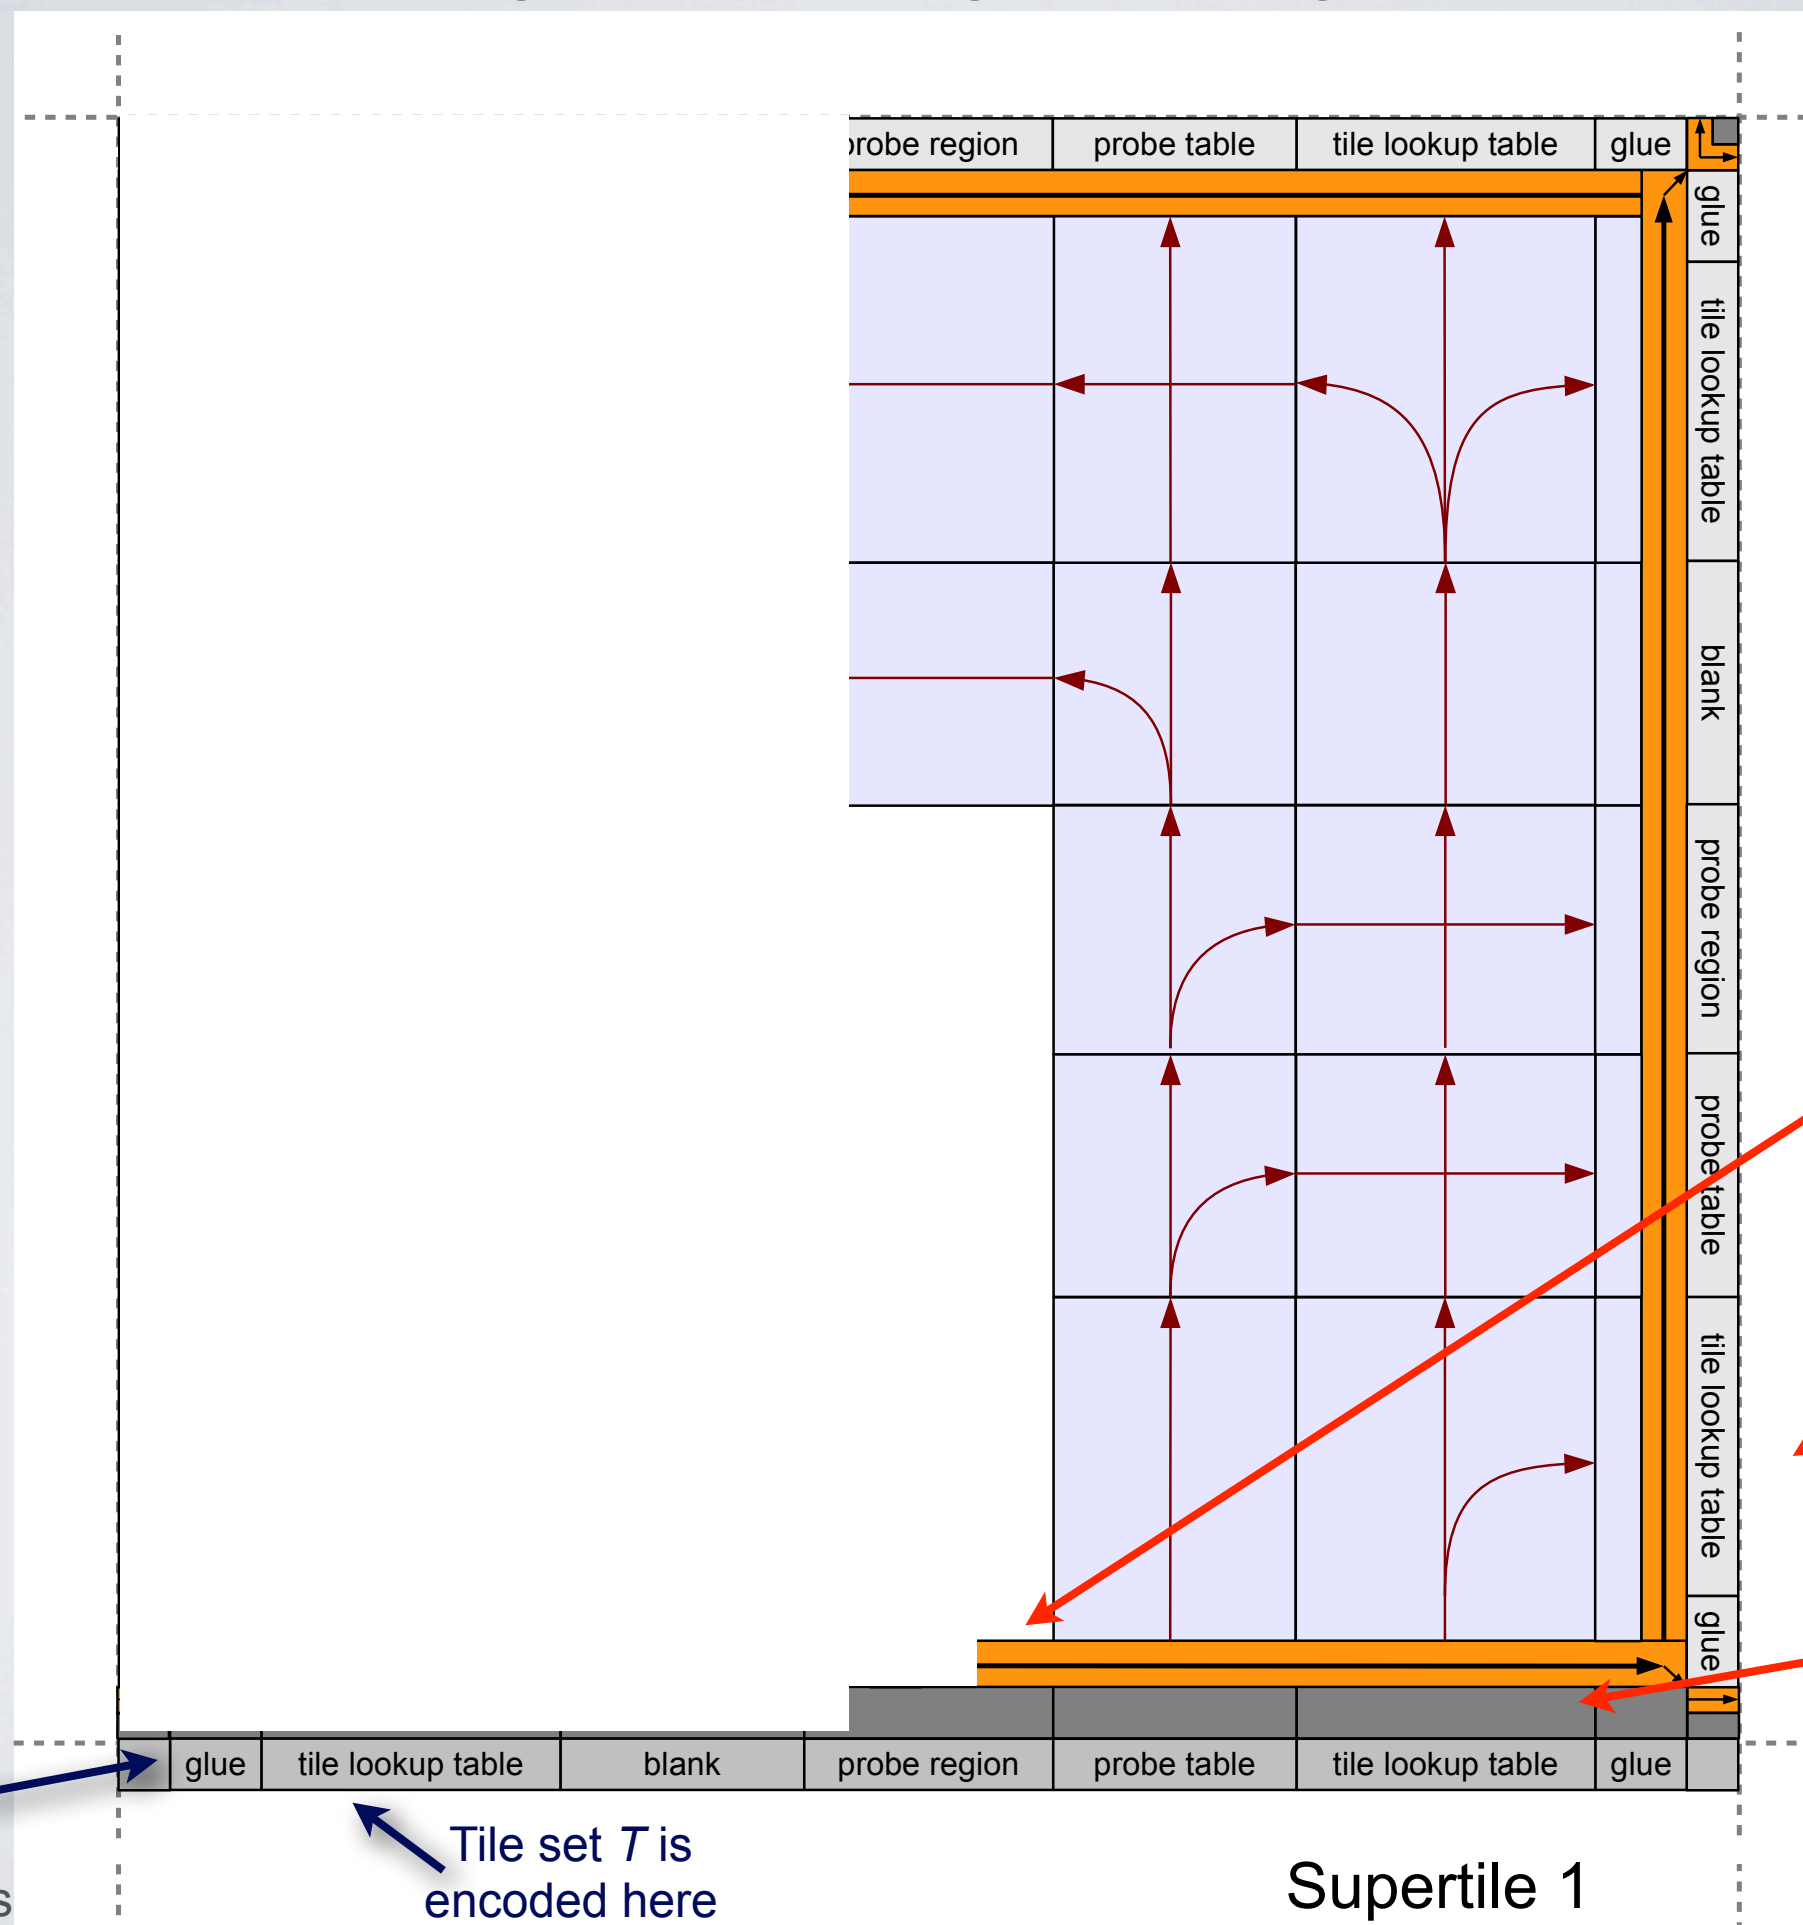 probe region probe table tile lookup table glue
glue
tile lookup table
blank
probe region
probe table
tile lookup table
glue
glue tile lookup table blank probe region probe table tile lookup table glue
Tile set T is
encoded here
Supertile 1
s